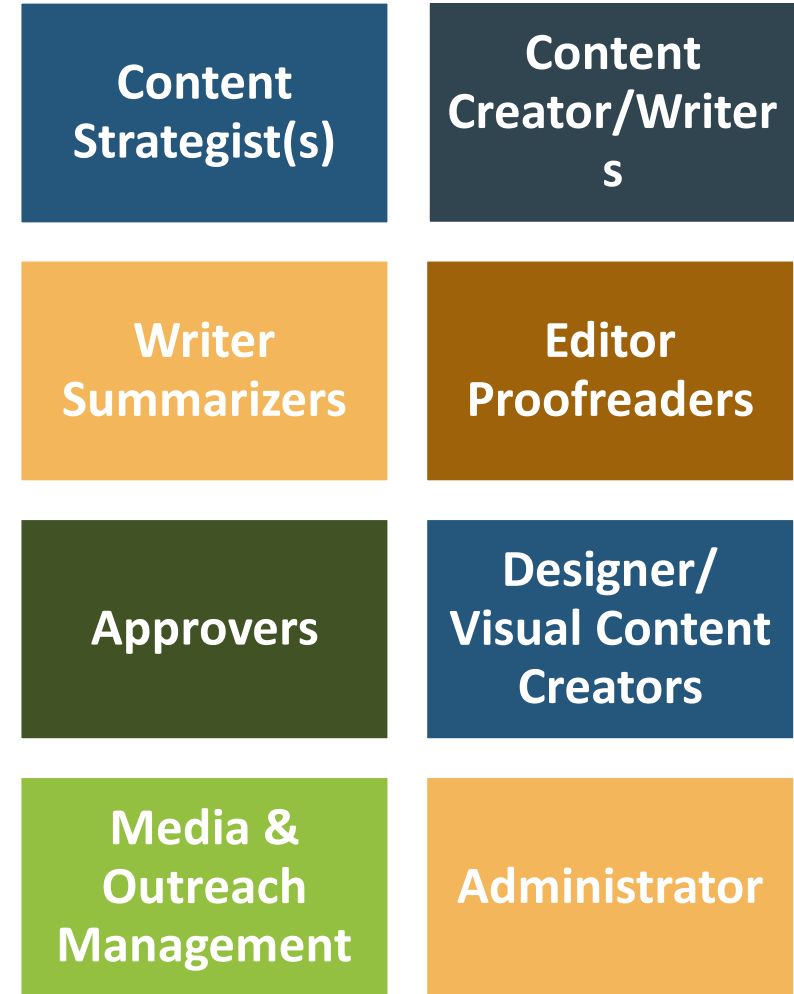 Content
Strategist(s)
Content
Creator/Writer
s
Writer
Summarizers
Editor
Proofreaders
Approvers
Designer/
Visual Content
Creators
Media &
Outreach
Management
Administrator